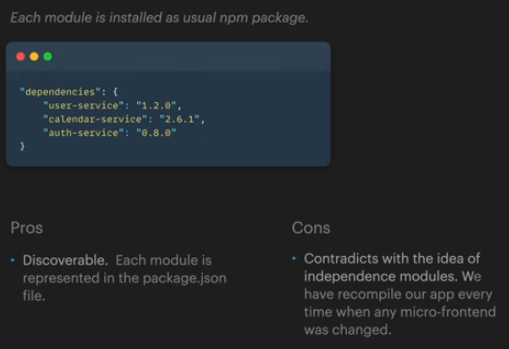 Each module is installed as usual npm package.
"dependencies": {
"user-service": "1.2.0",
"calendar-service": "2.6.1",
"auth-service": "0.8.0"
}
Pros
Discoverable. Each module is
represented in the package.json
file.
Cons
Contradicts with the idea of
independence modules. We
have recompile our app every
time when any micro-frontend
was changed.